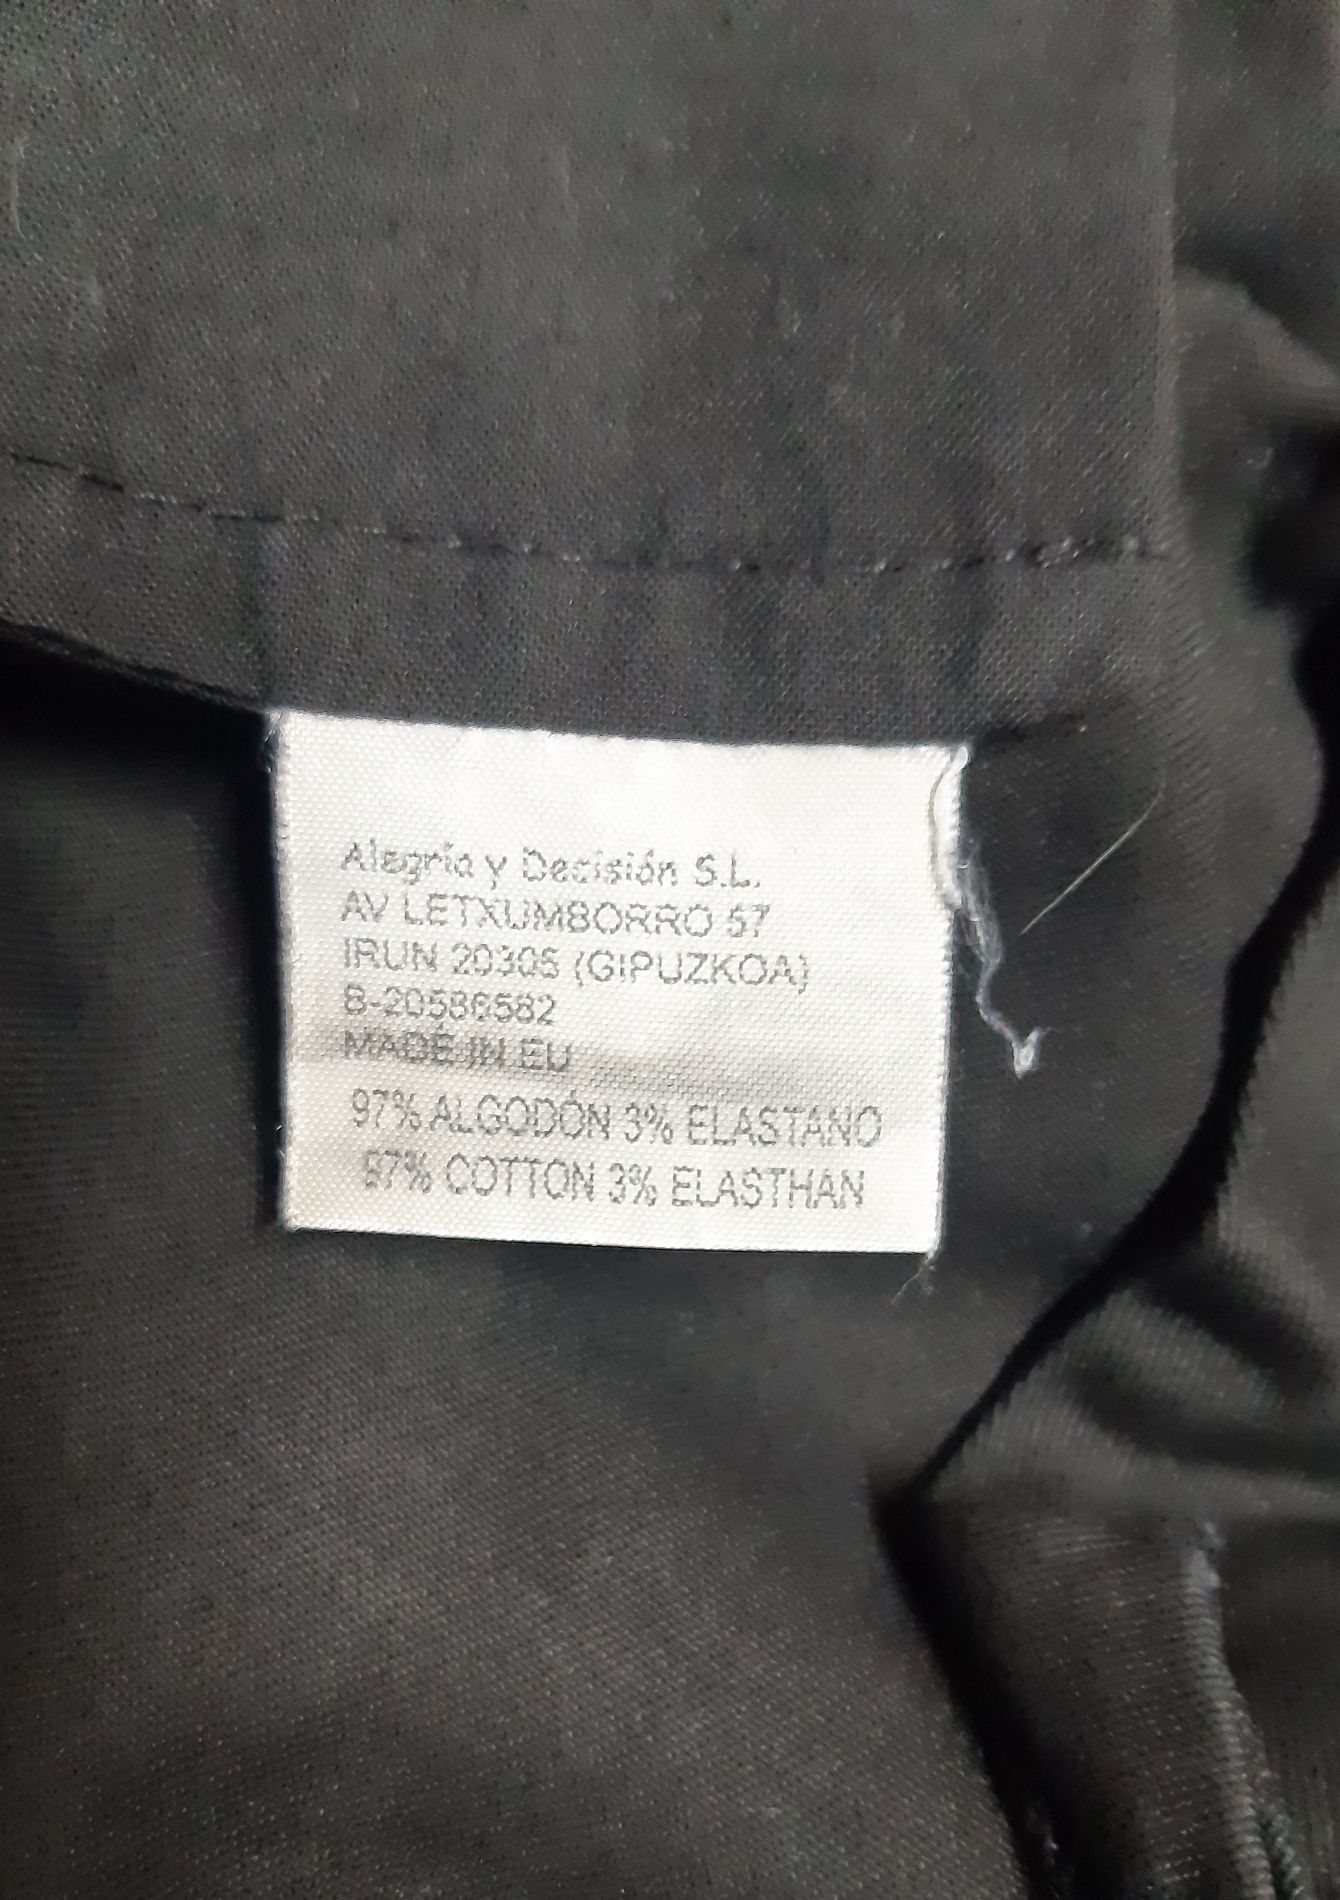 Alegría y Decisión S.L.
AV LETXUMBORRO 57
IRUN 20305 (GIPUZKOA)
B-20586582
MADE IN EU
97% ALGODÓN 3% ELASTANO
97% COTTON 3% ELASTHAN